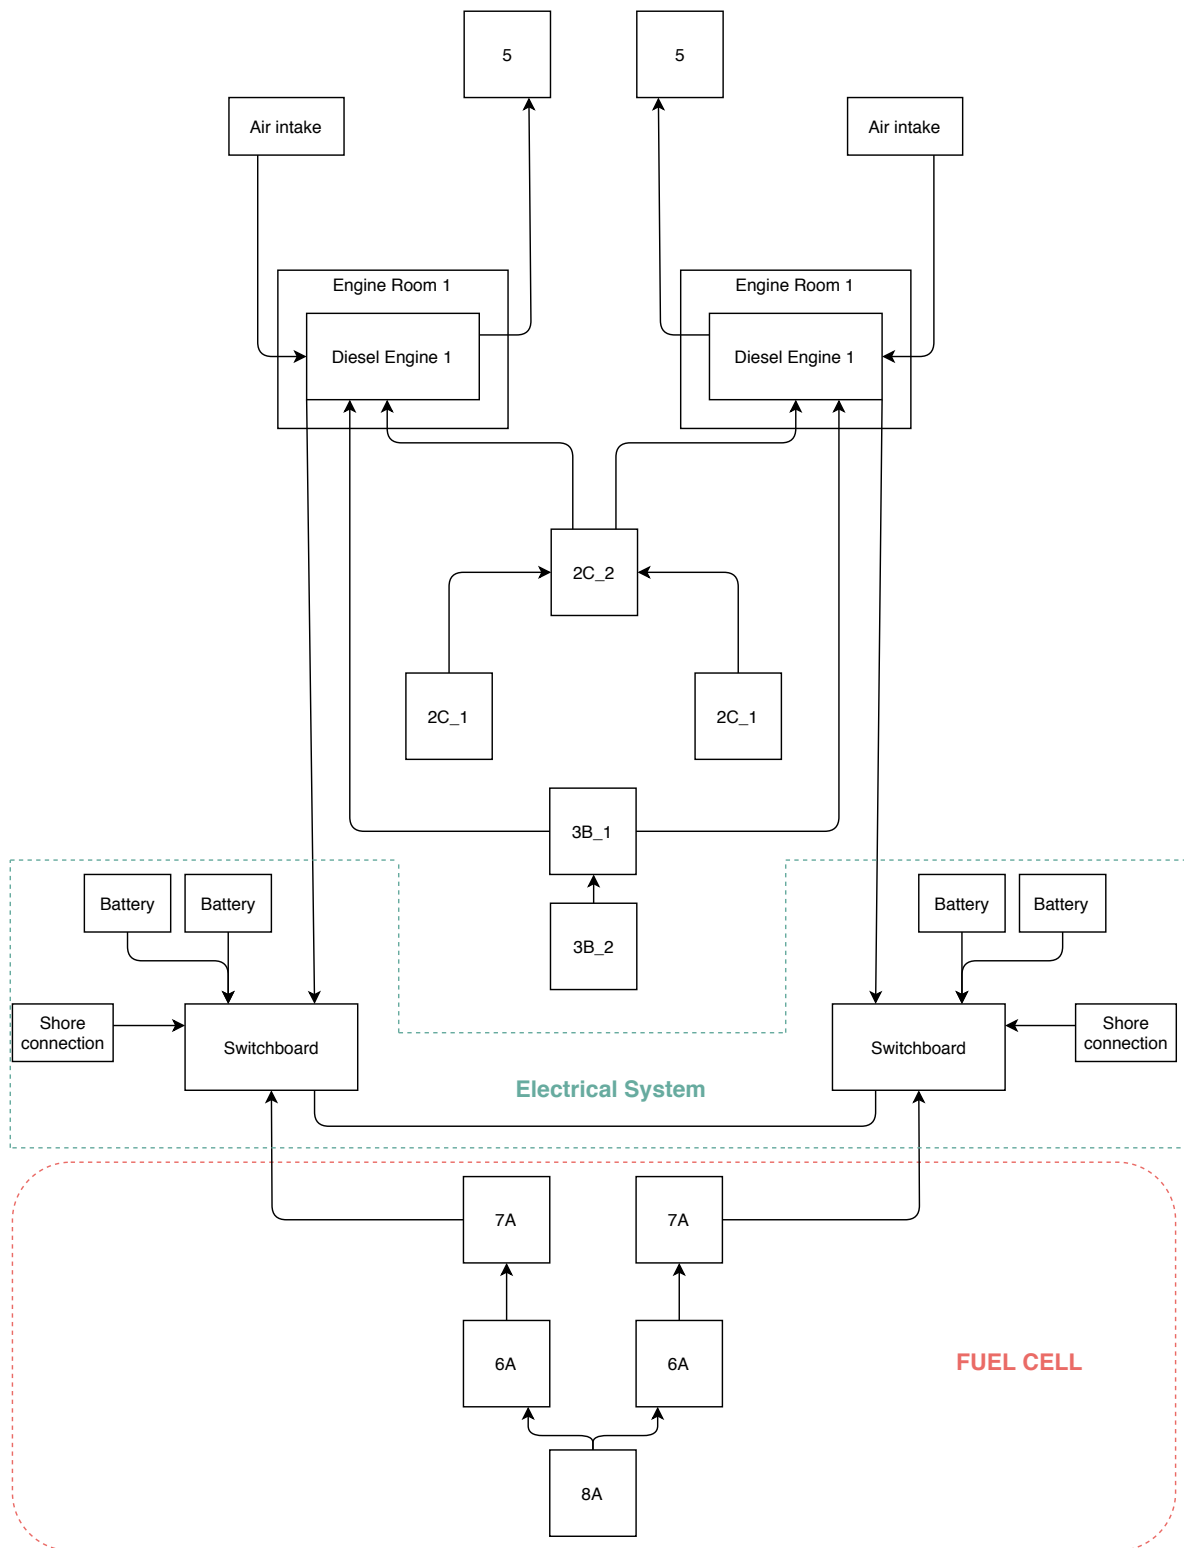 5
5
Air intake
Air intake
Engine Room 1
Engine Room 1
Diesel Engine 1
Diesel Engine 1
2C_2
2C_1
2C_1
3B_1
Battery
Battery
Battery
Battery
3B_2
Shore
connection
Switchboard
Switchboard
Shore
connection
Electrical System
7A
7A
6A
6A
FUEL CELL
8A